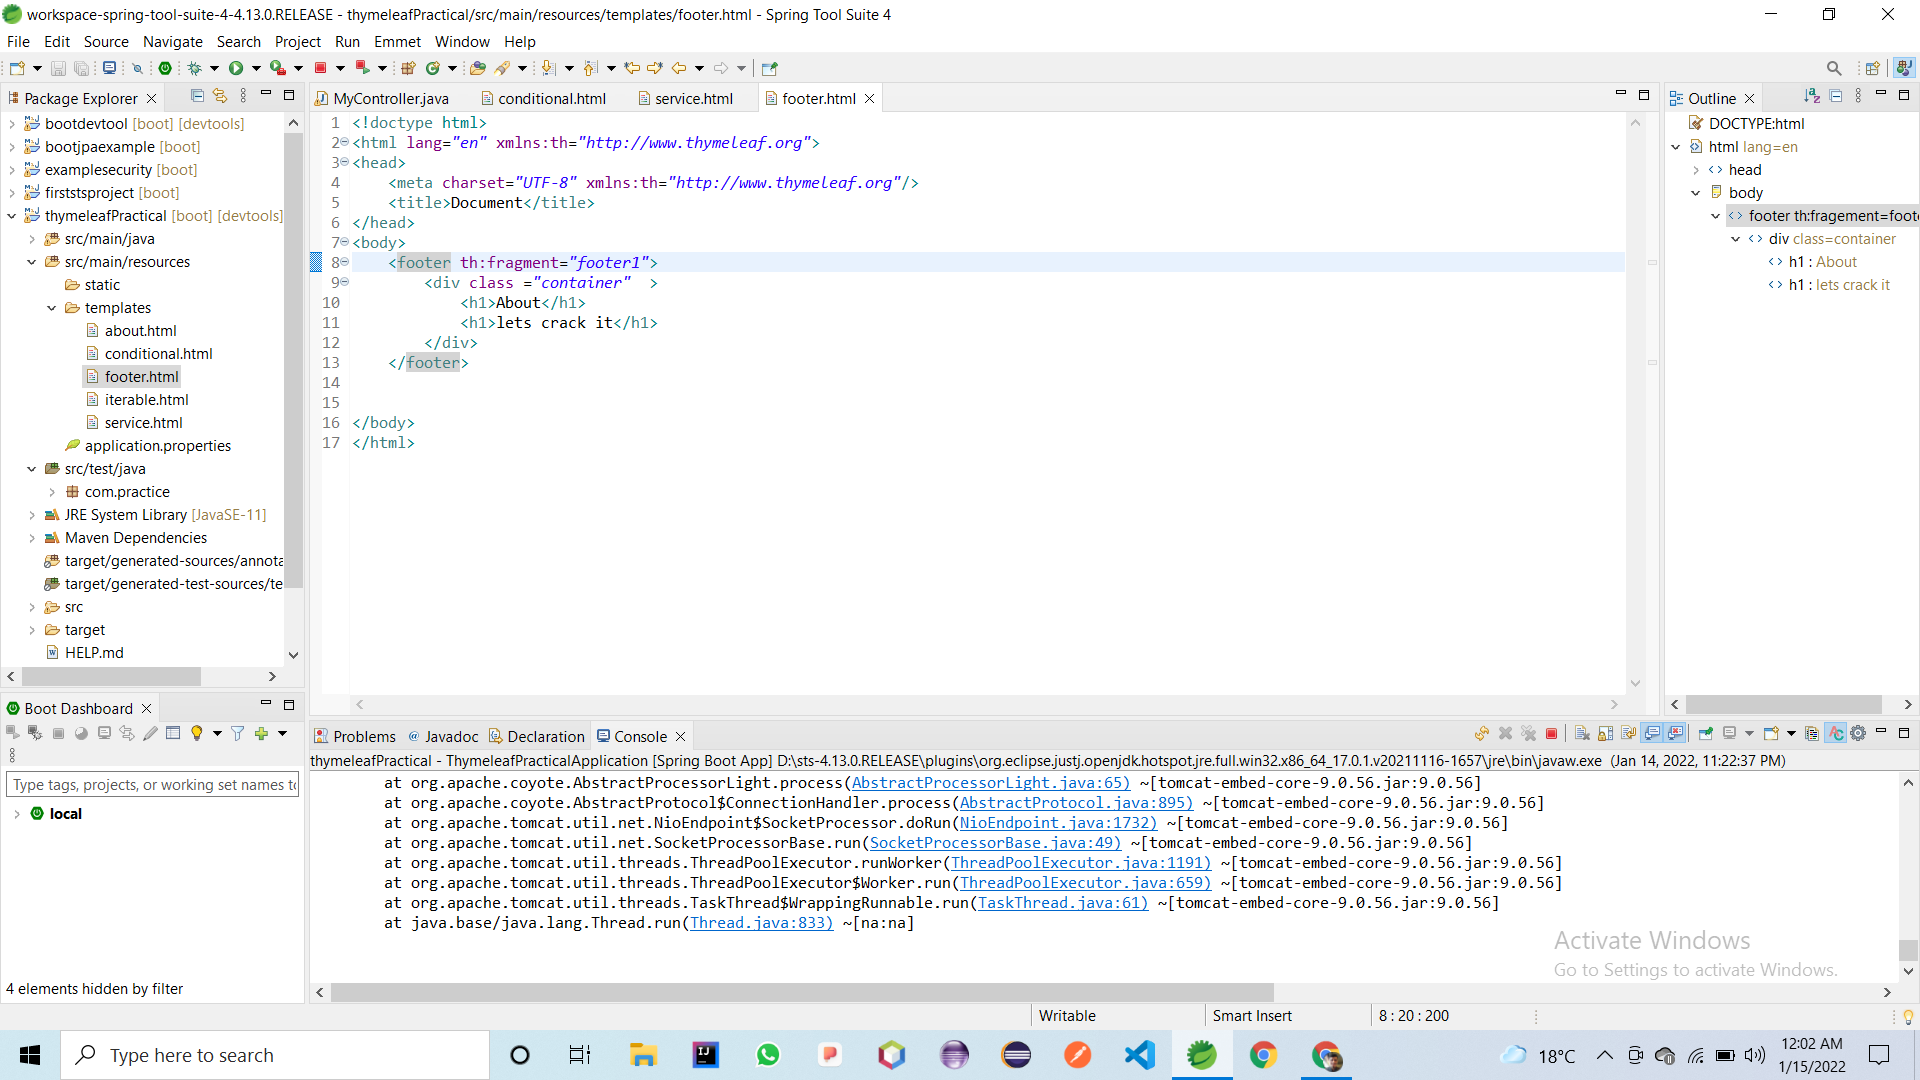 workspace-spring-tool-suite-4-4.13.0.RELEASE - thymeleafPractical/src/main/resources/templates/footer.html - Spring Tool Suite 4
File Edit Source Navigate Search Project Run Emmet Window Help
Package Explorer
bootdevtool [boot] [devtools]
bootjpaexample [boot]
examplesecurity [boot]
firststsproject [boot]
thymeleafPractical [boot] [devtools]
src/main/java
src/main/resources
static
templates
about.html
conditional.html
footer.html
iterable.html
service.html
application.properties
src/test/java
com.practice
JRE System Library [JavaSE-11]
Maven Dependencies
target/generated-sources/annota
target/generated-test-sources/te
src
target
HELP.md
MyController.java conditional.html service.html footer.html
1 <!doctype html>
2 <html lang="en" xmlns:th="http://www.thymeleaf.org">
3 <head>
4 <meta charset="UTF-8" xmlns:th="http://www.thymeleaf.org"/>
5 <title>Document</title>
6 </head>
7 <body>
8 <footer th:fragment="footer1">
9 <div class ="container" >
10 <h1>About</h1>
11 <h1>lets crack it</h1>
12 </div>
13 </footer>
14
15
16 </body>
17 </html>
Outline
DOCTYPE:html
html lang=en
head
body
footer th:fragement=foote
div class=container
h1 : About
h1 : lets crack it
Boot Dashboard
Type tags, projects, or working set names to
local
4 elements hidden by filter
Problems Javadoc Declaration Console
thymeleafPractical - ThymeleafPracticalApplication [Spring Boot App] D:\sts-4.13.0.RELEASE\plugins\org.eclipse.justj.openjdk.hotspot.jre.full.win32.x86_64_17.0.1.v20211116-1657\jre\bin\javaw.exe (Jan 14, 2022, 11:22:37 PM)
at org.apache.coyote.AbstractProcessorLight.process(AbstractProcessorLight.java:65) ~[tomcat-embed-core-9.0.56.jar:9.0.56]
at org.apache.coyote.AbstractProtocol$ConnectionHandler.process(AbstractProtocol.java:895) ~[tomcat-embed-core-9.0.56.jar:9.0.56]
at org.apache.tomcat.util.net.NioEndpoint$SocketProcessor.doRun(NioEndpoint.java:1732) ~[tomcat-embed-core-9.0.56.jar:9.0.56]
at org.apache.tomcat.util.net.SocketProcessorBase.run(SocketProcessorBase.java:49) ~[tomcat-embed-core-9.0.56.jar:9.0.56]
at org.apache.tomcat.util.threads.ThreadPoolExecutor.runWorker(ThreadPoolExecutor.java:1191) ~[tomcat-embed-core-9.0.56.jar:9.0.56]
at org.apache.tomcat.util.threads.ThreadPoolExecutor$Worker.run(ThreadPoolExecutor.java:659) ~[tomcat-embed-core-9.0.56.jar:9.0.56]
at org.apache.tomcat.util.threads.TaskThread$WrappingRunnable.run(TaskThread.java:61) ~[tomcat-embed-core-9.0.56.jar:9.0.56]
at java.base/java.lang.Thread.run(Thread.java:833) ~[na:na]
Activate Windows
Go to Settings to activate Windows.
Writable Smart Insert 8 : 20 : 200
Type here to search
18°C
12:02 AM
1/15/2022